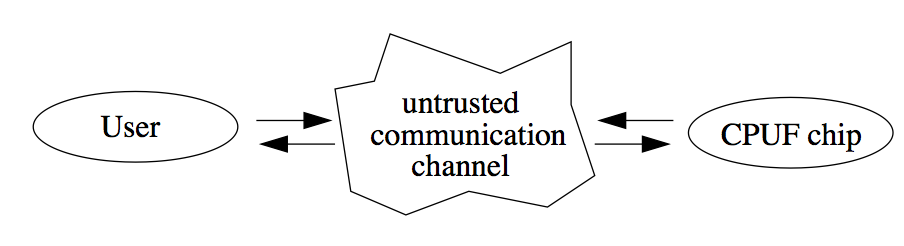 User
untrusted
communication
channel
CPUF chip